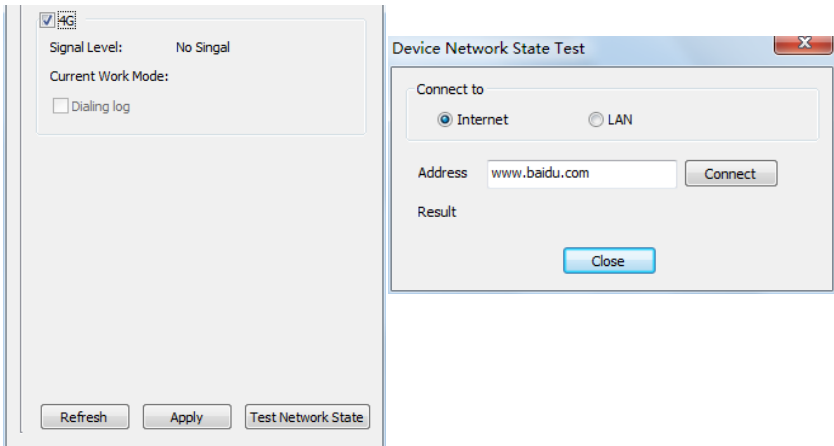 4G
Signal Level: No Singal
Current Work Mode:
Dialing log
Refresh Apply Test Network State
Device Network State Test
Connect to
Internet LAN
Address www.baidu.com Connect
Result
Close